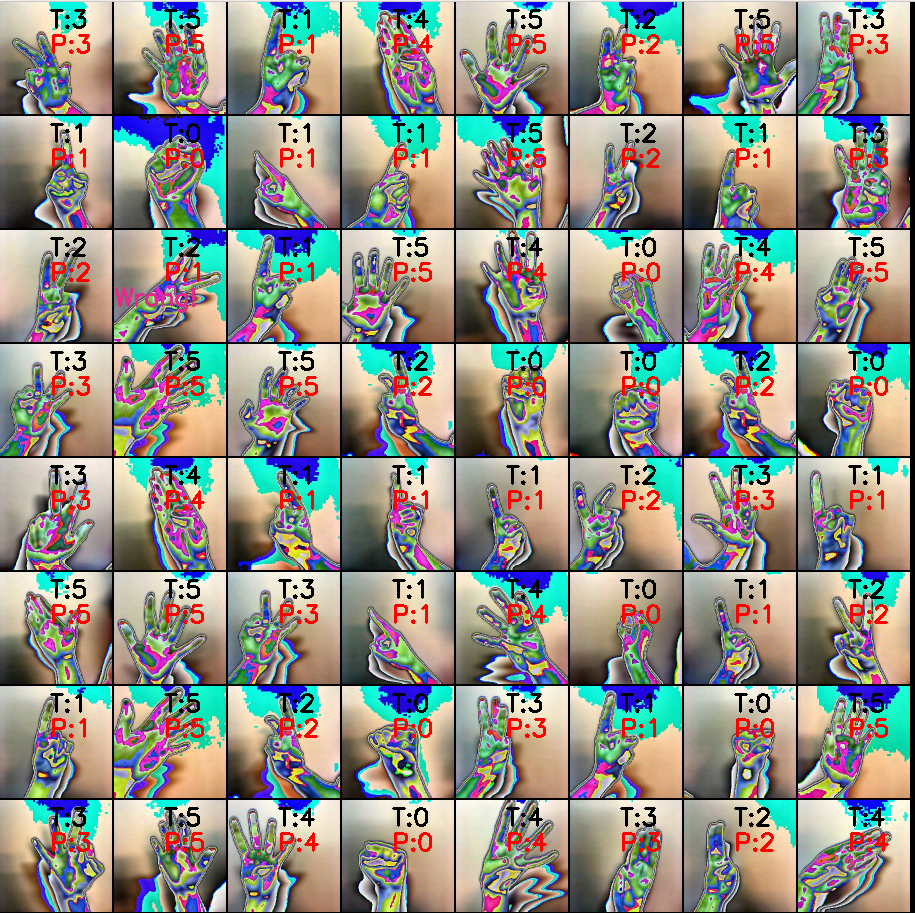 T:3 T:5 T:1 T:4 T:5 T:2 T:5 T:3
P:3 P:5 P:1 P:4 P:5 P:2 P:5 P:3
T:1 T:0 T:1 T:1 T:5 T:2 T:1 T:3
P:1 P:0 P:1 P:1 P:5 P:2 P:1 P:3
T:2 T:2 T:1 T:5 T:4 T:0 T:4 T:5
P:2 P:1 P:1 P:5 P:4 P:0 P:4 P:5
Wrong!
T:3 T:5 T:5 T:2 T:0 T:0 T:2 T:0
P:3 P:5 P:5 P:2 P:0 P:0 P:2 P:0
T:3 T:4 T:1 T:1 T:1 T:2 T:3 T:1
P:3 P:4 P:1 P:1 P:1 P:2 P:3 P:1
T:5 T:5 T:3 T:1 T:4 T:0 T:1 T:2
P:5 P:5 P:3 P:1 P:4 P:0 P:1 P:2
T:1 T:5 T:2 T:0 T:3 T:1 T:0 T:5
P:1 P:5 P:2 P:0 P:3 P:1 P:0 P:5
T:3 T:5 T:4 T:0 T:4 T:3 T:2 T:4
P:3 P:5 P:4 P:0 P:4 P:3 P:2 P:4